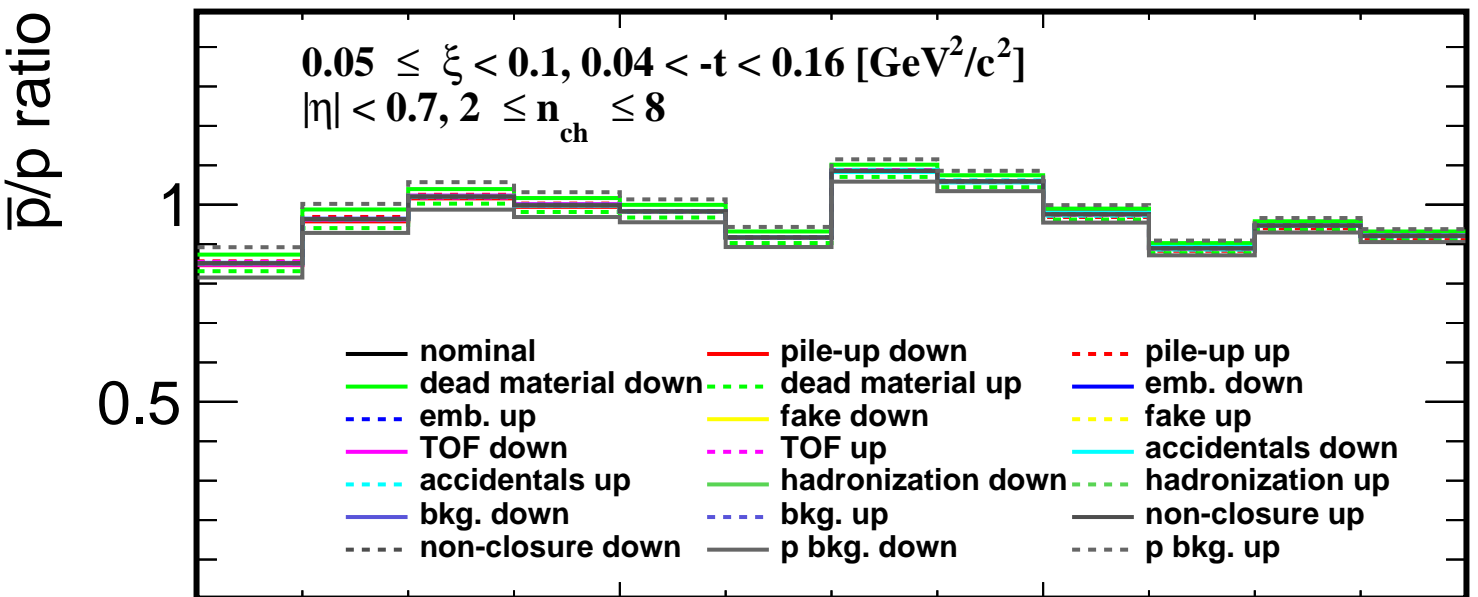 p̅/p ratio
0.05 ≤ ξ < 0.1, 0.04 < -t < 0.16 [GeV²/c²]
|η| < 0.7, 2 ≤ n_ch ≤ 8
1
0.5
nominal pile-up down pile-up up
dead material down dead material up emb. down
emb. up fake down fake up
TOF down TOF up accidentals down
accidentals up hadronization down hadronization up
bkg. down bkg. up non-closure up
non-closure down p bkg. down p bkg. up